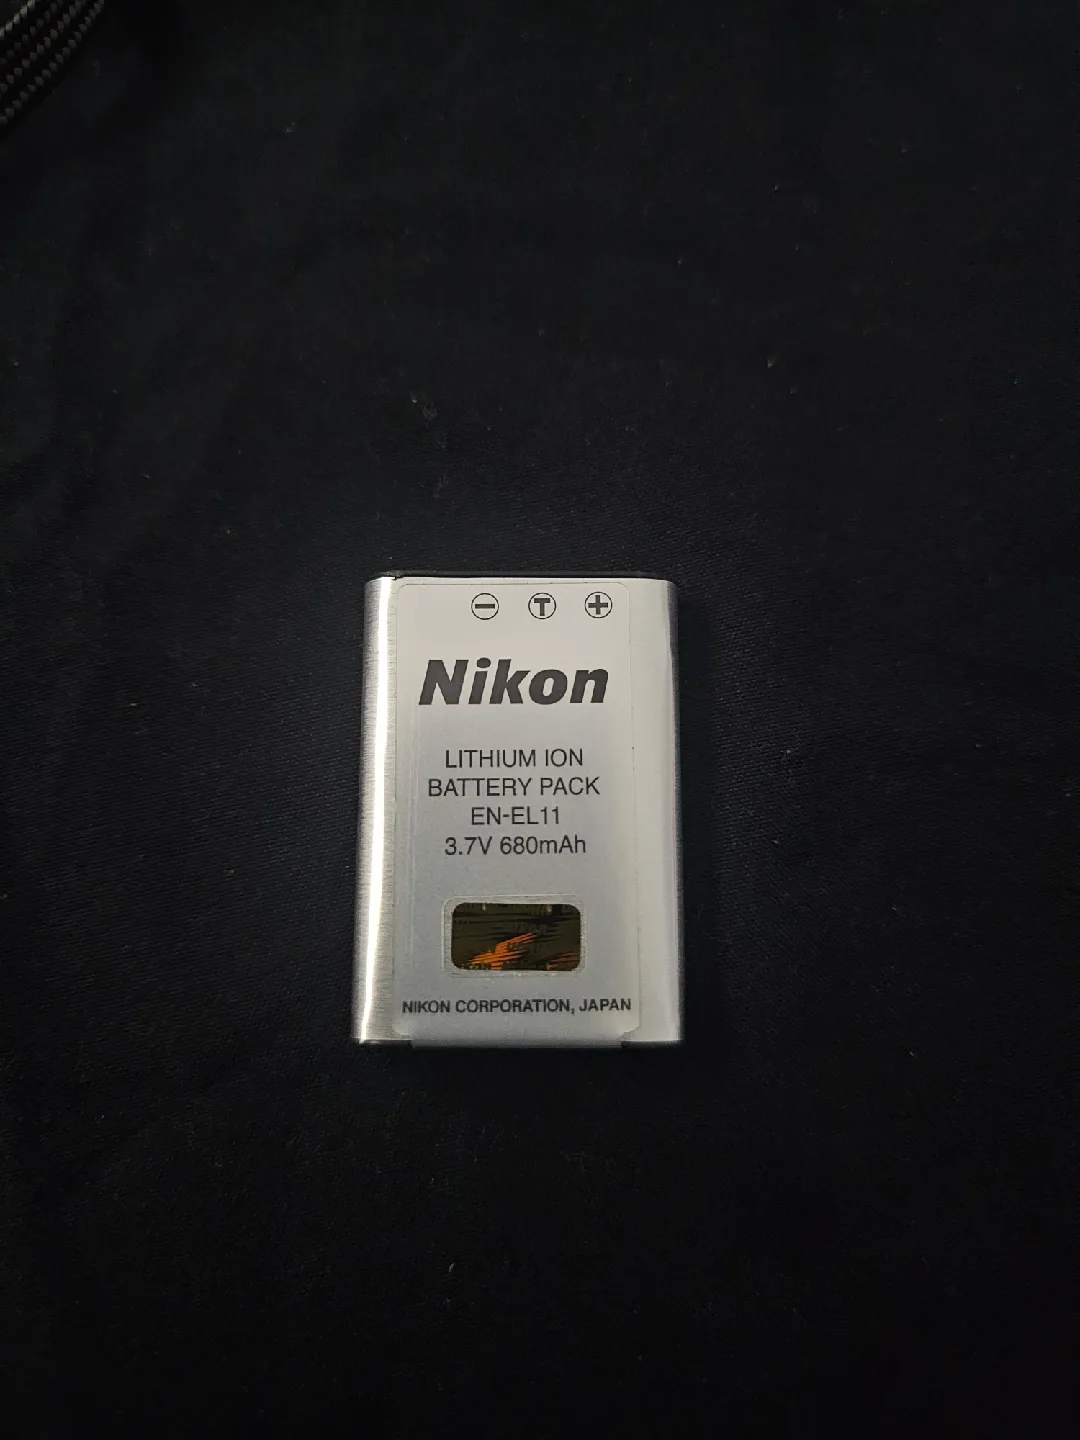 − T +
Nikon
LITHIUM ION
BATTERY PACK
EN-EL11
3.7V 680mAh
NIKON CORPORATION, JAPAN